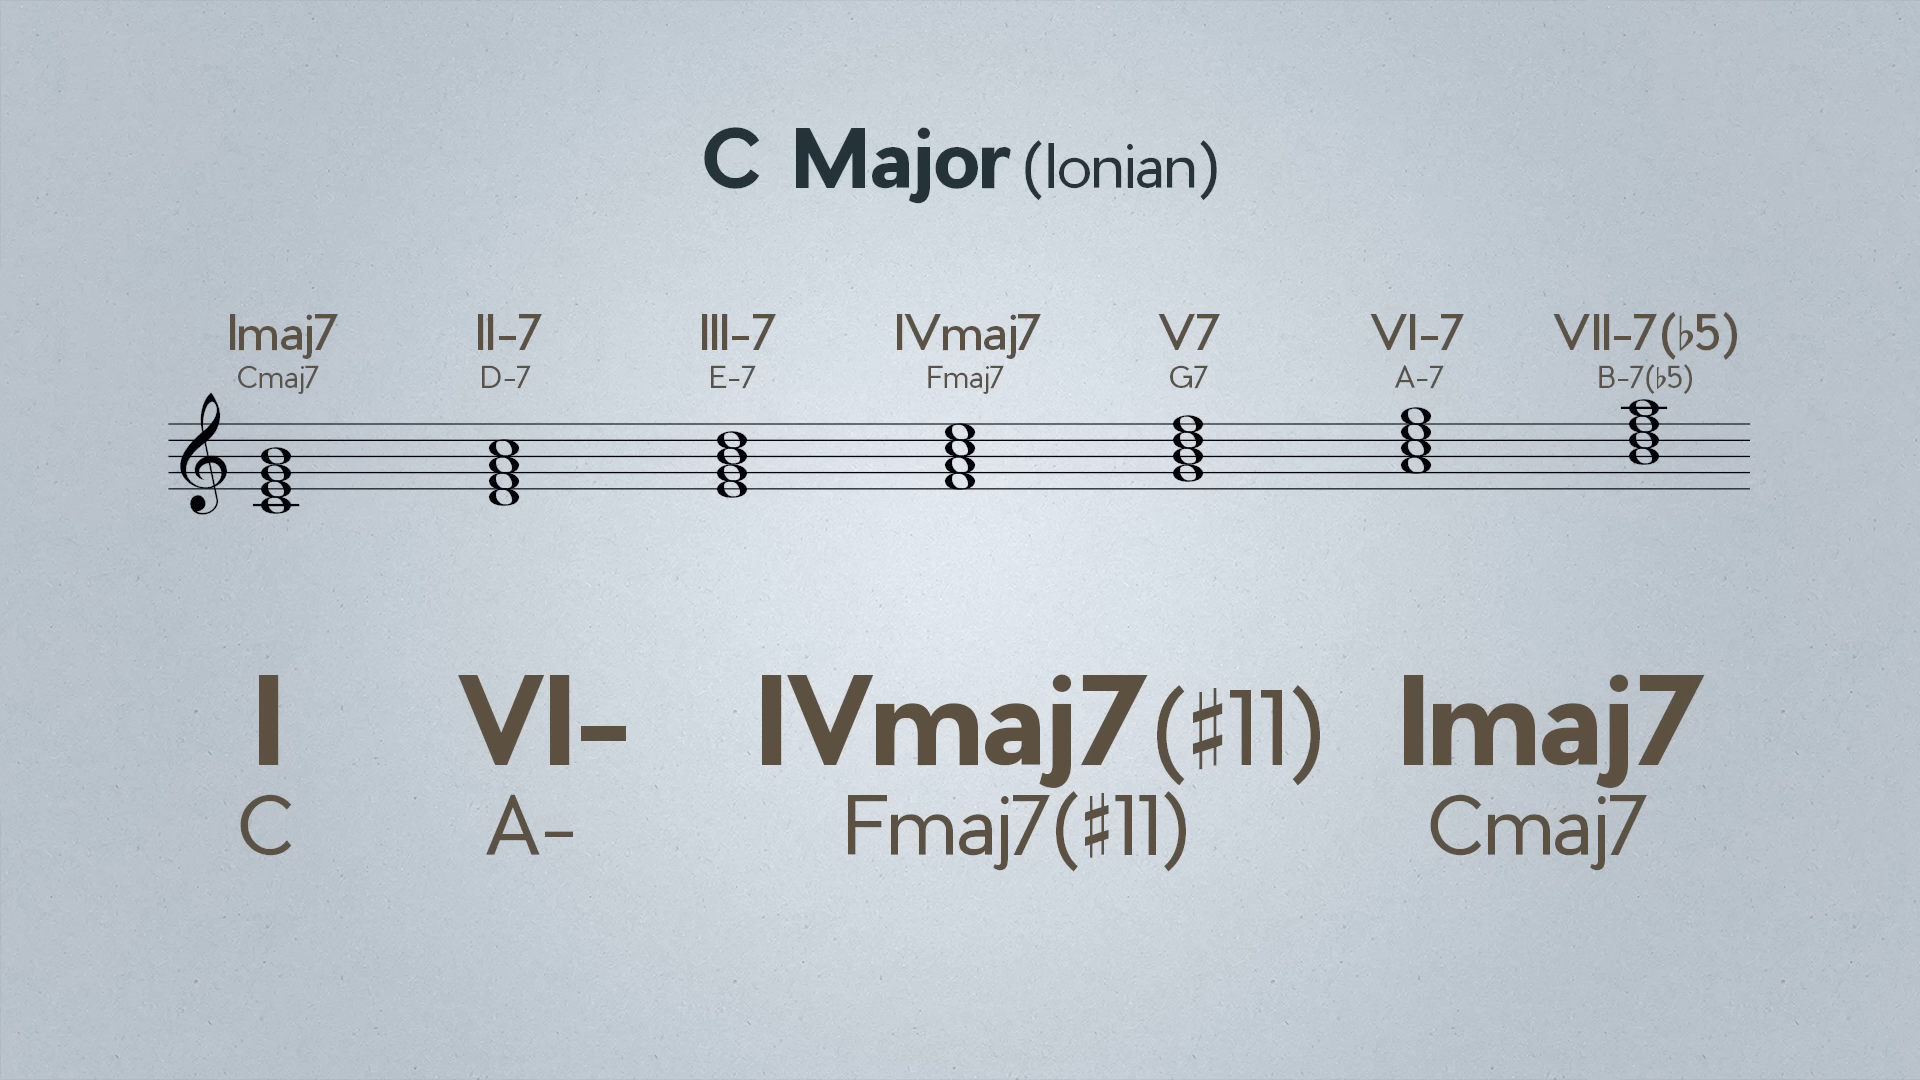 C Major (Ionian)
Imaj7 II-7 III-7 IVmaj7 V7 VI-7 VII-7(♭5)
Cmaj7 D-7 E-7 Fmaj7 G7 A-7 B-7(♭5)
I VI- IVmaj7(♯11) Imaj7
C A- Fmaj7(♯11) Cmaj7